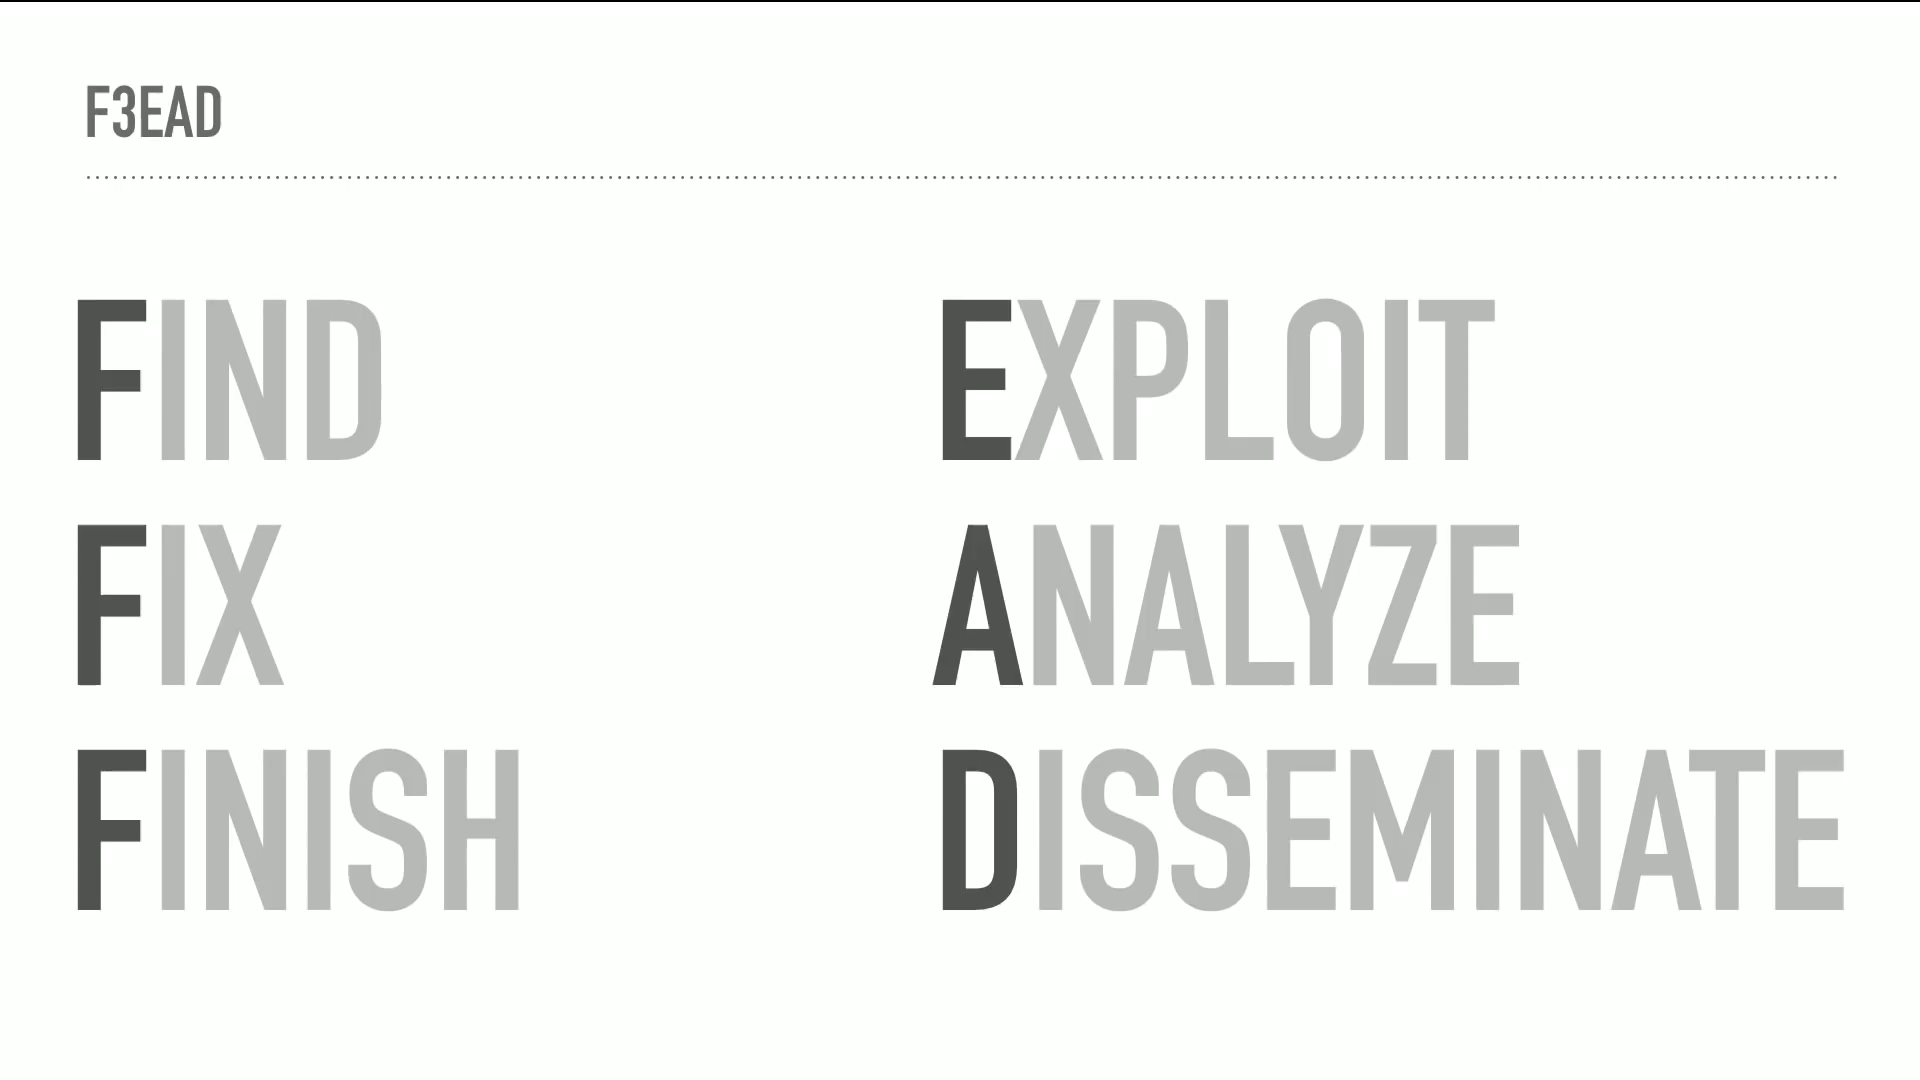 F3EAD
FIND
FIX
FINISH
EXPLOIT
ANALYZE
DISSEMINATE